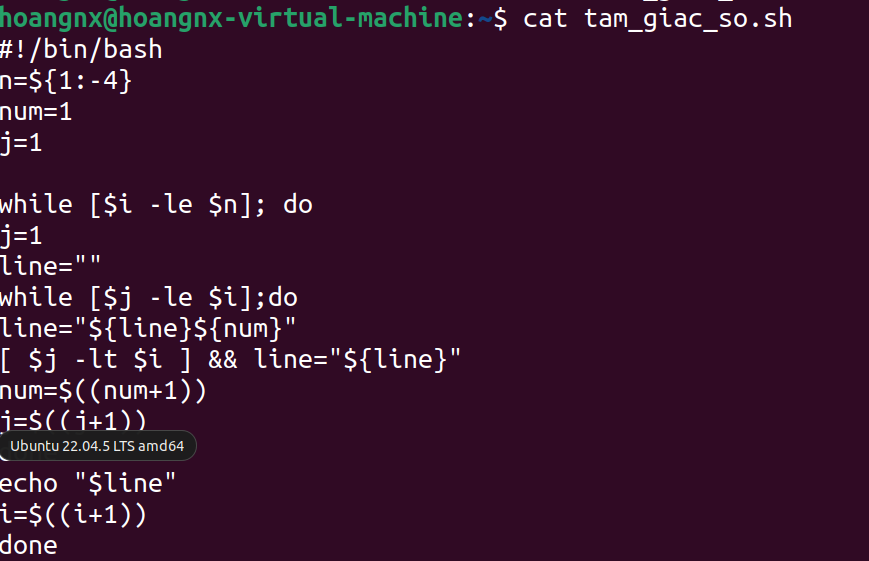 hoangnx@hoangnx-virtual-machine:~$ cat tam_giac_so.sh
#!/bin/bash
n=${1:-4}
num=1
j=1
while [$i -le $n]; do
j=1
line=""
while [$j -le $i];do
line="${line}${num}"
[ $j -lt $i ] && line="${line}"
num=$((num+1))
j=$((j+1))
Ubuntu 22.04.5 LTS amd64
echo "$line"
i=$((i+1))
done